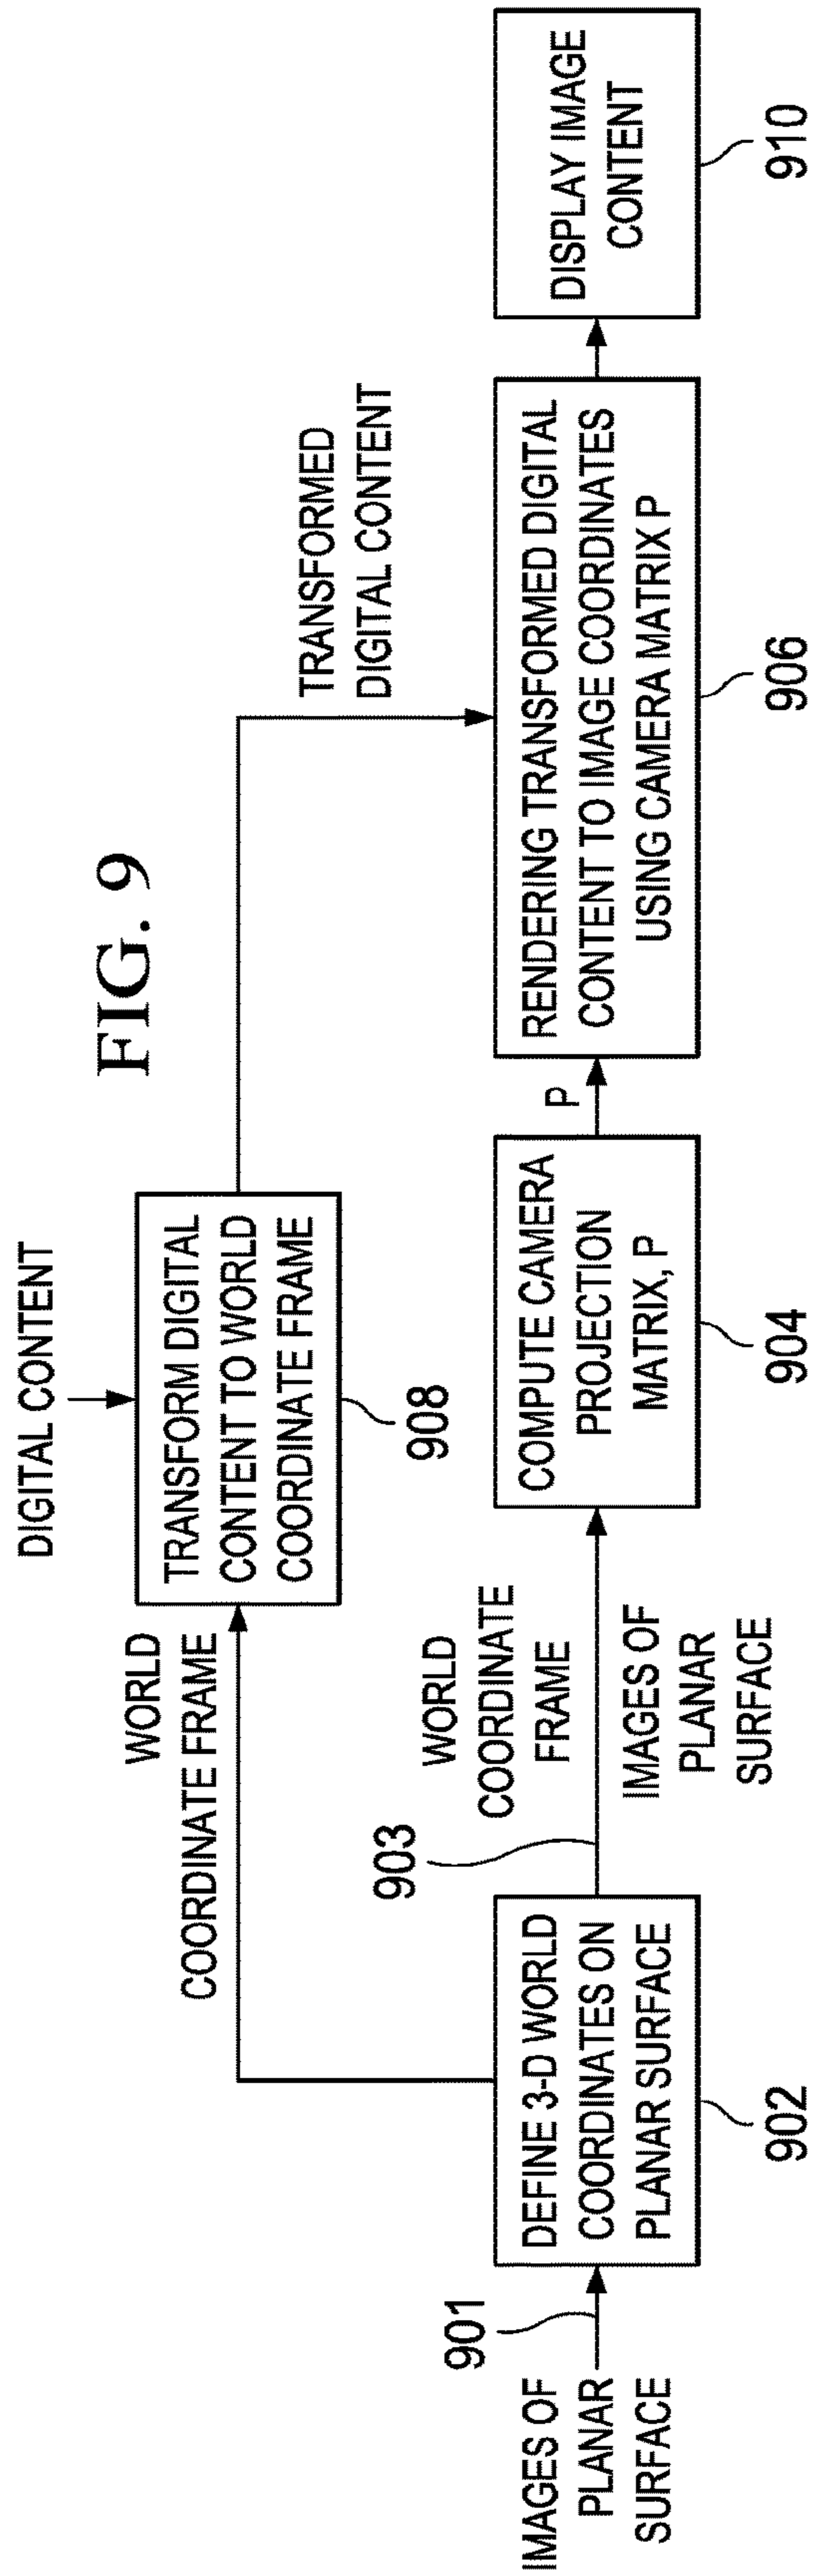 FIG. 9
DIGITAL CONTENT
WORLD
COORDINATE FRAME
TRANSFORM DIGITAL
CONTENT TO WORLD
COORDINATE FRAME
908
TRANSFORMED
DIGITAL CONTENT
IMAGES OF
PLANAR
SURFACE
901
DEFINE 3-D WORLD
COORDINATES ON
PLANAR SURFACE
902
903
WORLD
COORDINATE
FRAME
IMAGES OF
PLANAR
SURFACE
COMPUTE CAMERA
PROJECTION
MATRIX, P
904
P
RENDERING TRANSFORMED DIGITAL
CONTENT TO IMAGE COORDINATES
USING CAMERA MATRIX P
906
DISPLAY IMAGE
CONTENT
910